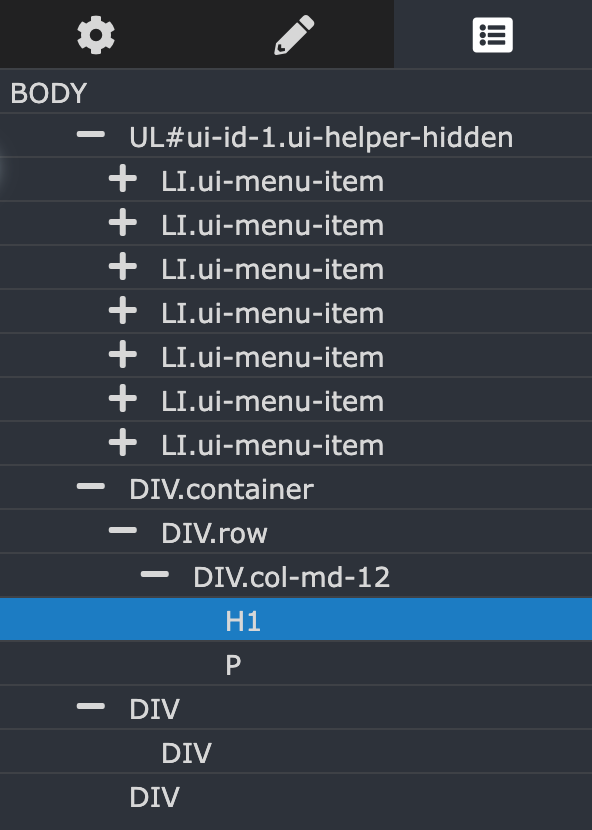 BODY
UL#ui-id-1.ui-helper-hidden
LI.ui-menu-item
LI.ui-menu-item
LI.ui-menu-item
LI.ui-menu-item
LI.ui-menu-item
LI.ui-menu-item
LI.ui-menu-item
DIV.container
DIV.row
DIV.col-md-12
H1
P
DIV
DIV
DIV